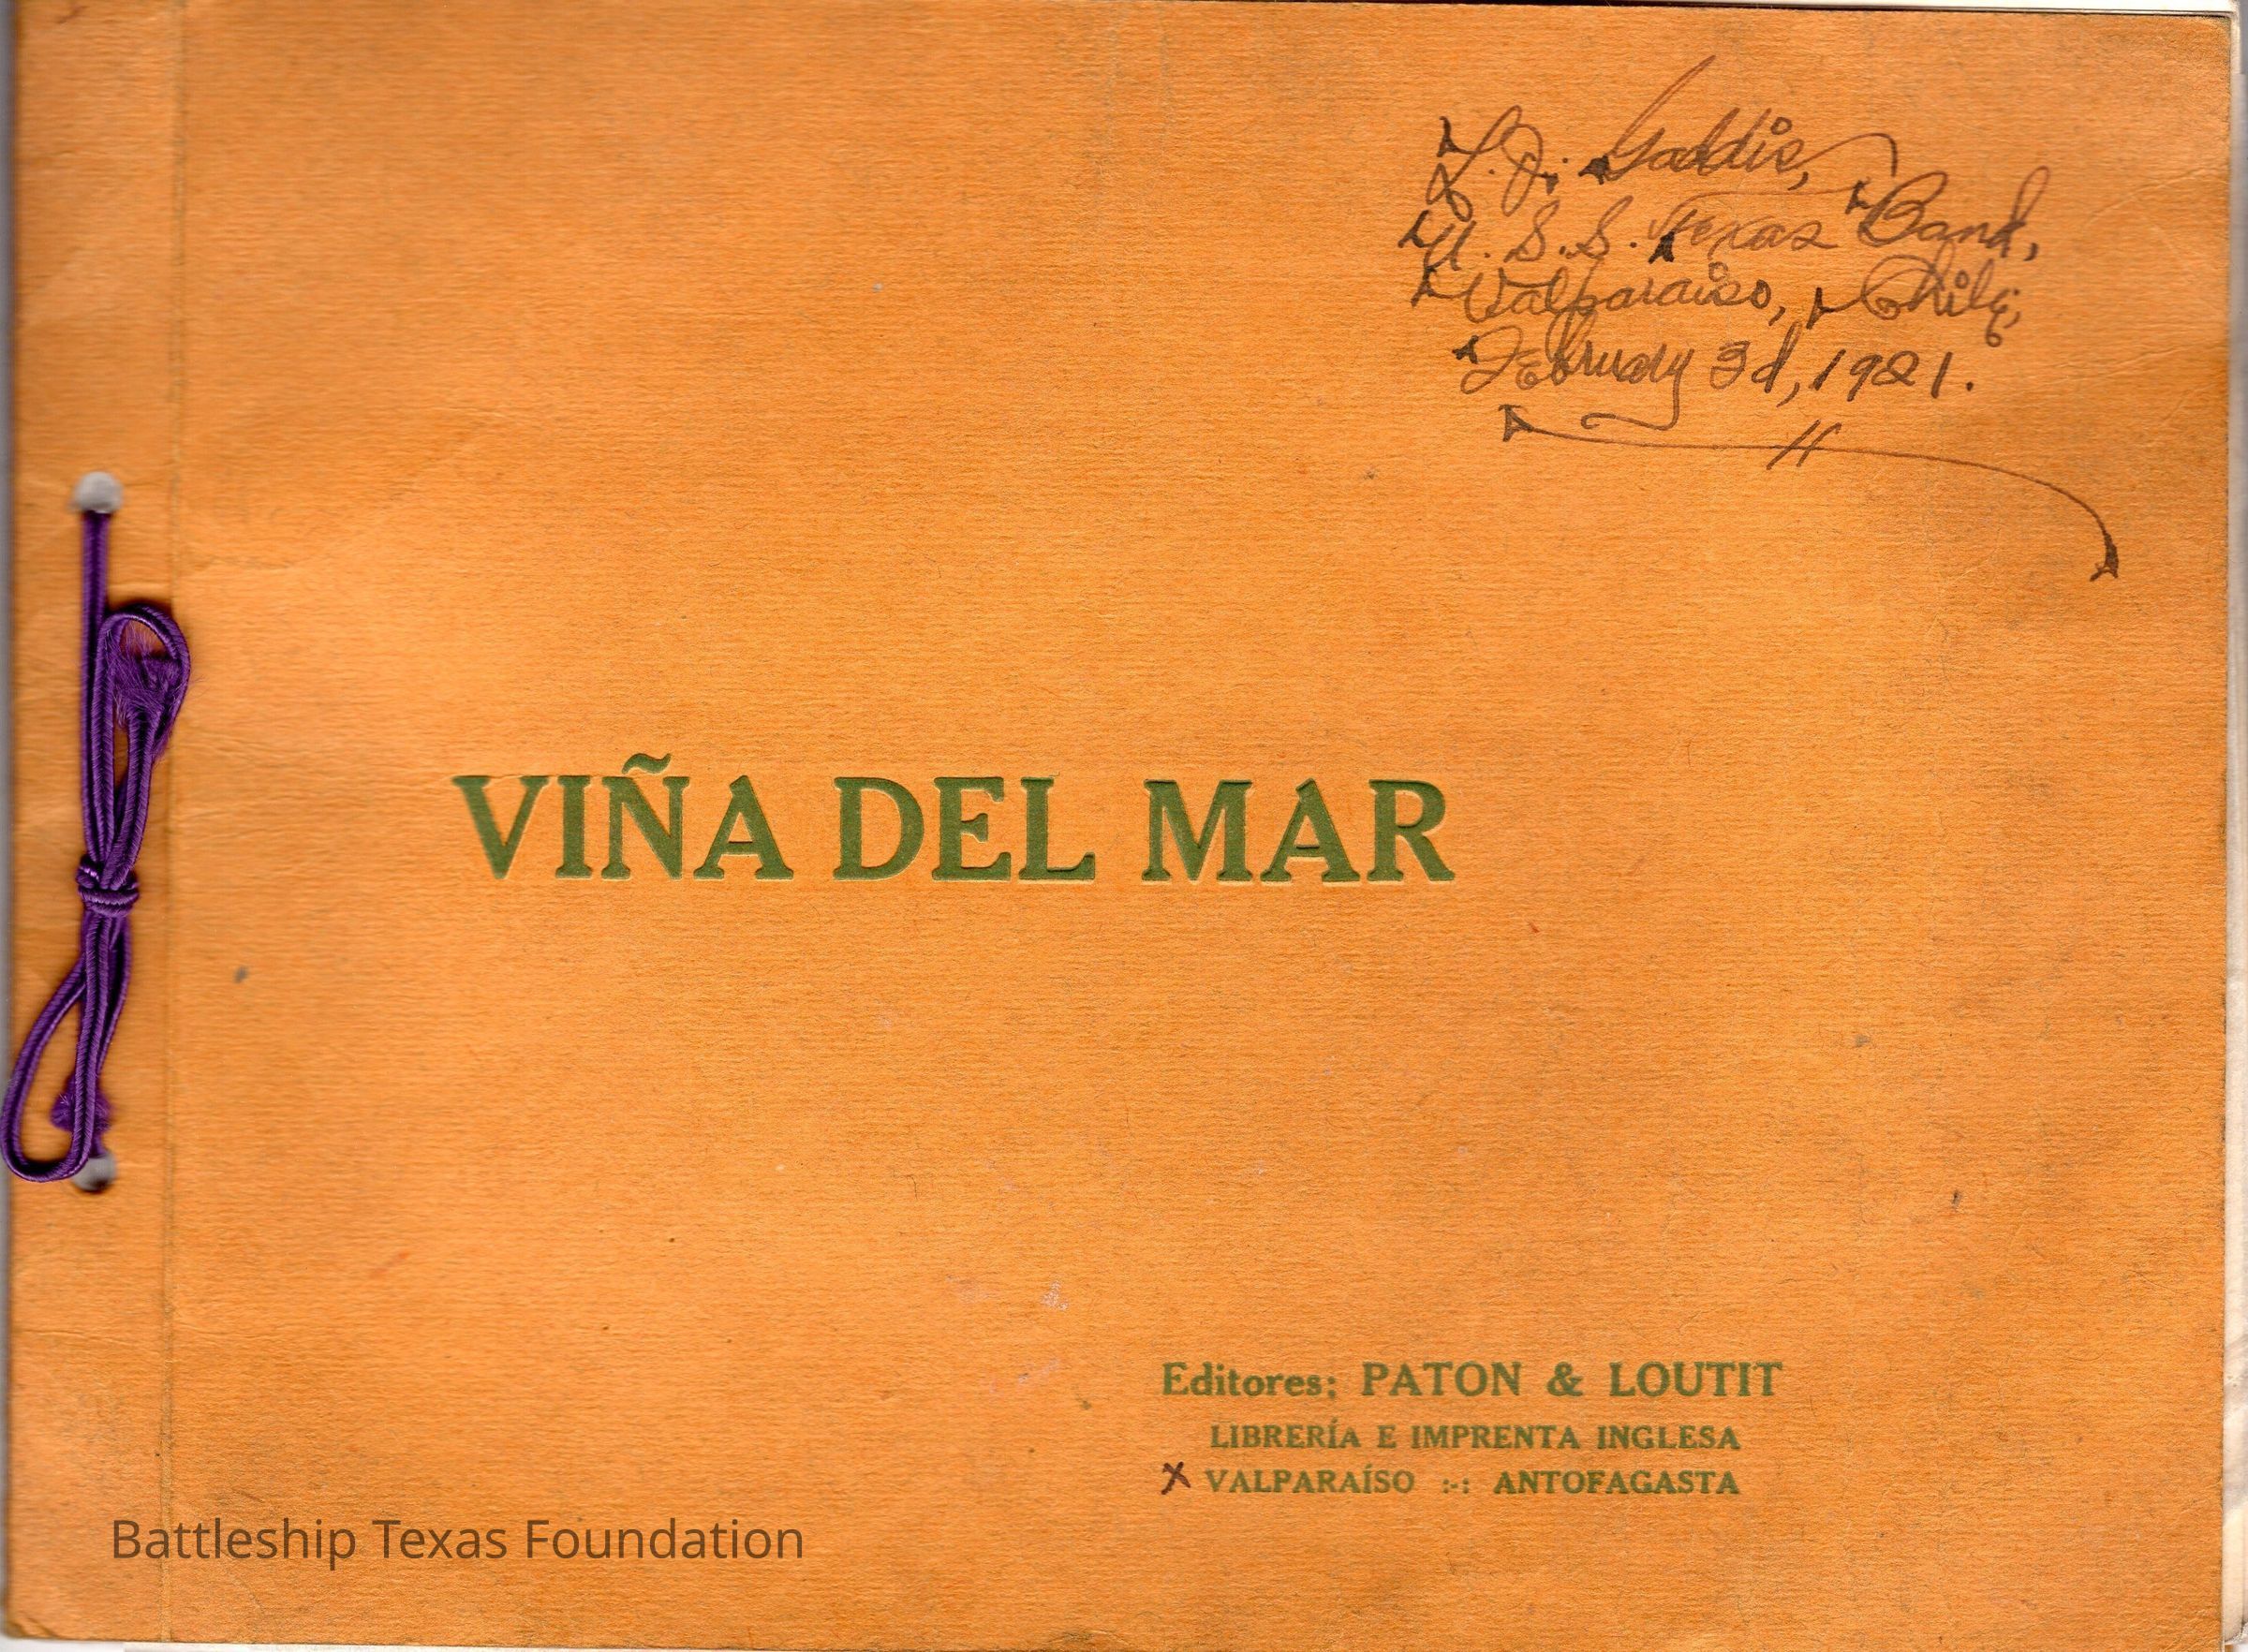 L. J. Gaddis,
U. S. S. Texas Band,
Valparaiso, Chile,
February 3d, 1921.
VIÑA DEL MAR
Editores: PATON & LOUTIT
LIBRERÍA E IMPRENTA INGLESA
X VALPARAÍSO :-: ANTOFAGASTA
Battleship Texas Foundation